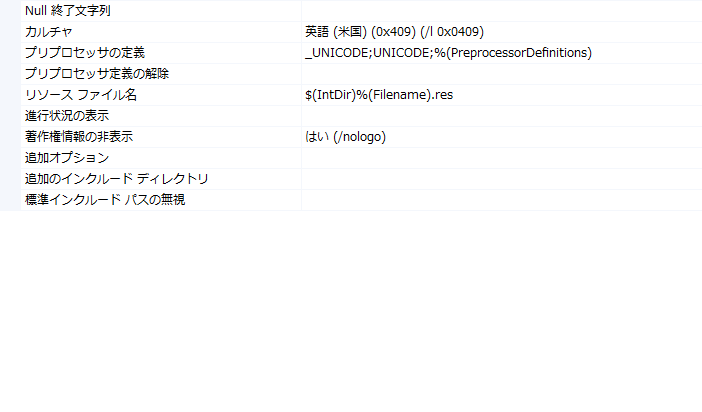 Null 終了文字列
カルチャ 英語 (米国) (0x409) (/l 0x0409)
プリプロセッサの定義 _UNICODE;UNICODE;%(PreprocessorDefinitions)
プリプロセッサ定義の解除
リソース ファイル名 $(IntDir)%(Filename).res
進行状況の表示
著作権情報の非表示 はい (/nologo)
追加オプション
追加のインクルード ディレクトリ
標準インクルード パスの無視